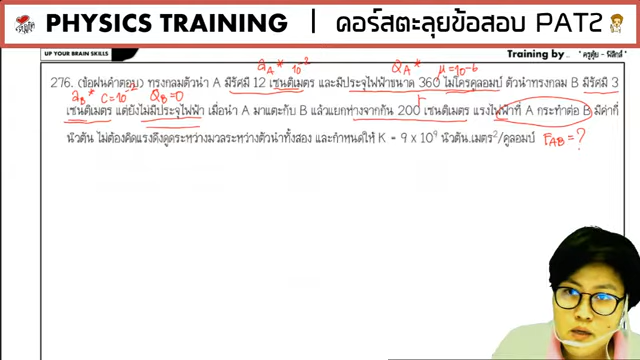 PHYSICS TRAINING | คอร์สตะลุยข้อสอบ PAT2
UP YOUR BRAIN SKILLS
Training by.. ครูตุ้ย - ฟิสิกส์
a_A * 10⁻² Q_A * μ=10⁻⁶
276. (ข้อฝนคำตอบ) ทรงกลมตัวนำ A มีรัศมี 12 เซนติเมตร และมีประจุไฟฟ้าขนาด 360 ไมโครคูลอมบ์ ตัวนำทรงกลม B มีรัศมี 3
a_B * C=10⁻² Q_B=0 r
เซนติเมตร แต่ยังไม่มีประจุไฟฟ้า เมื่อนำ A มาแตะกับ B แล้วแยกห่างจากกัน 200 เซนติเมตร แรงไฟฟ้าที่ A กระทำต่อ B มีค่ากี่
นิวตัน ไม่ต้องคิดแรงดึงดูดระหว่างมวลระหว่างตัวนำทั้งสอง และกำหนดให้ K = 9 x 10⁹ นิวตัน.เมตร²/คูลอมบ์ F_AB = ?